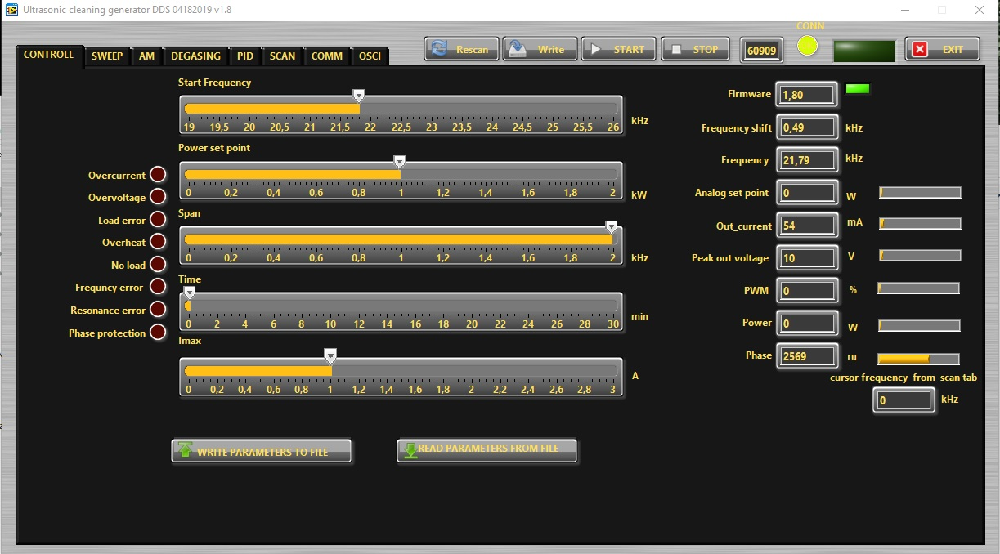 Ultrasonic cleaning generator DDS 04182019 v1.8
CONN
Rescan
Write
START
STOP
60909
EXIT
CONTROLL
SWEEP
AM
DEGASING
PID
SCAN
COMM
OSCI
Start Frequency
19 19,5 20 20,5 21 21,5 22 22,5 23 23,5 24 24,5 25 25,5 26
kHz
Power set point
0 0,2 0,4 0,6 0,8 1 1,2 1,4 1,6 1,8 2
kW
Span
0 0,2 0,4 0,6 0,8 1 1,2 1,4 1,6 1,8 2
kHz
Time
0 2 4 6 8 10 12 14 16 18 20 22 24 26 28 30
min
Imax
0 0,2 0,4 0,6 0,8 1 1,2 1,4 1,6 1,8 2 2,2 2,4 2,6 2,8 3
A
Overcurrent
Overvoltage
Load error
Overheat
No load
Frequncy error
Resonance error
Phase protection
Firmware 1,80
Frequency shift 0,49 kHz
Frequency 21,79 kHz
Analog set point 0 W
Out_current 54 mA
Peak out voltage 10 V
PWM 0 %
Power 0 W
Phase 2569 ru
cursor frequency from scan tab
0 kHz
WRITE PARAMETERS TO FILE
READ PARAMETERS FROM FILE